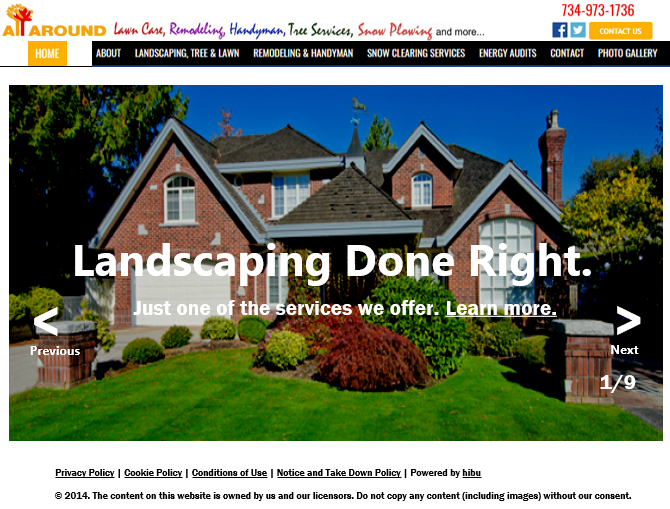 All AROUND
Lawn Care, Remodeling, Handyman, Tree Services, Snow Plowing and more...
734-973-1736
CONTACT US
HOME ABOUT LANDSCAPING, TREE & LAWN REMODELING & HANDYMAN SNOW CLEARING SERVICES ENERGY AUDITS CONTACT PHOTO GALLERY
Landscaping Done Right.
Just one of the services we offer. Learn more.
< >
Previous Next
1/9
Privacy Policy | Cookie Policy | Conditions of Use | Notice and Take Down Policy | Powered by hibu
© 2014. The content on this website is owned by us and our licensors. Do not copy any content (including images) without our consent.